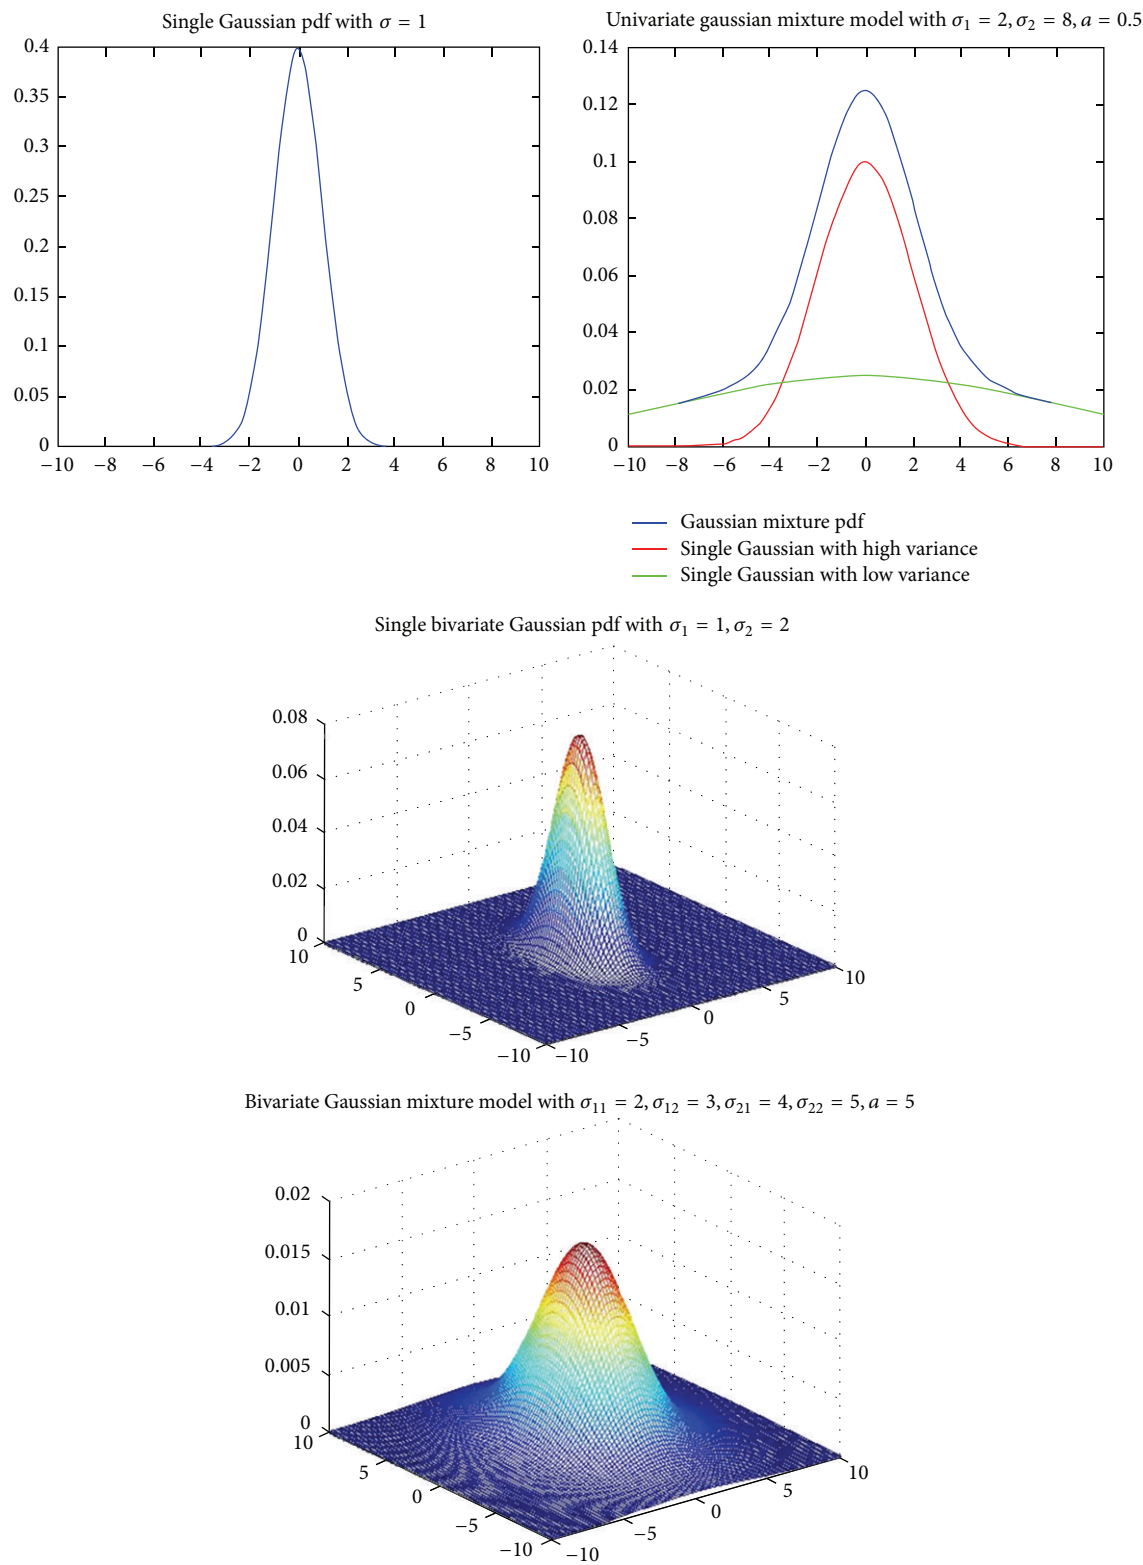 Single Gaussian pdf with σ = 1
0.4
0.35
0.3
0.25
0.2
0.15
0.1
0.05
0
−10 −8 −6 −4 −2 0 2 4 6 8 10
Univariate gaussian mixture model with σ₁ = 2, σ₂ = 8, a = 0.5
0.14
0.12
0.1
0.08
0.06
0.04
0.02
0
−10 −8 −6 −4 −2 0 2 4 6 8 10
Gaussian mixture pdf
Single Gaussian with high variance
Single Gaussian with low variance
Single bivariate Gaussian pdf with σ₁ = 1, σ₂ = 2
0.08
0.06
0.04
0.02
0
10 5 0 −5 −10
−10 −5 0 5 10
Bivariate Gaussian mixture model with σ₁₁ = 2, σ₁₂ = 3, σ₂₁ = 4, σ₂₂ = 5, a = 5
0.02
0.015
0.01
0.005
0
10 5 0 −5 −10
−10 −5 0 5 10